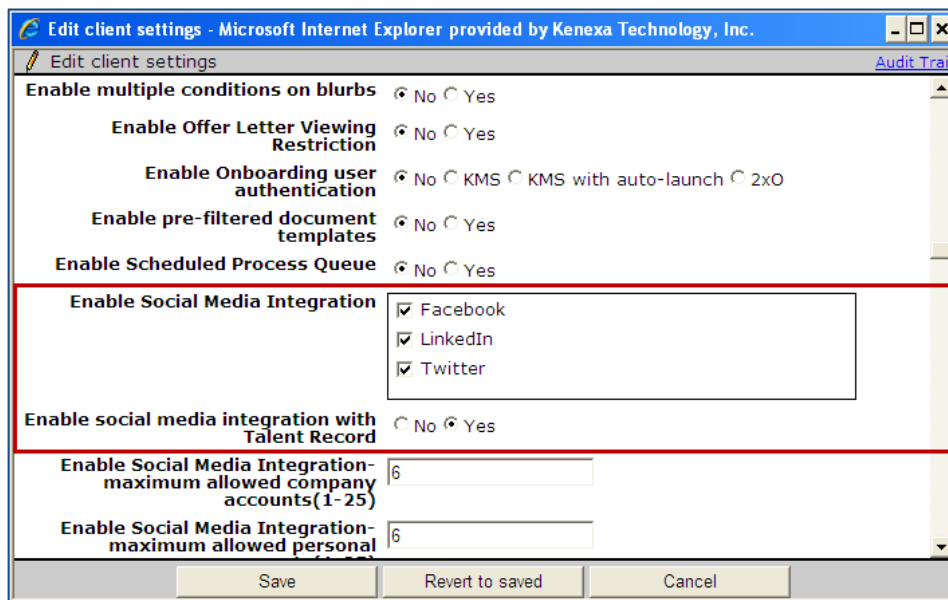 Edit client settings - Microsoft Internet Explorer provided by Kenexa Technology, Inc.
Edit client settings Audit Trai
Enable multiple conditions on blurbs No Yes
Enable Offer Letter Viewing
Restriction No Yes
Enable Onboarding user
authentication No KMS KMS with auto-launch 2xO
Enable pre-filtered document
templates No Yes
Enable Scheduled Process Queue No Yes
Enable Social Media Integration
Facebook
LinkedIn
Twitter
Enable social media integration with
Talent Record No Yes
Enable Social Media Integration-
maximum allowed company
accounts(1-25) 6
Enable Social Media Integration-
maximum allowed personal 6
Save Revert to saved Cancel